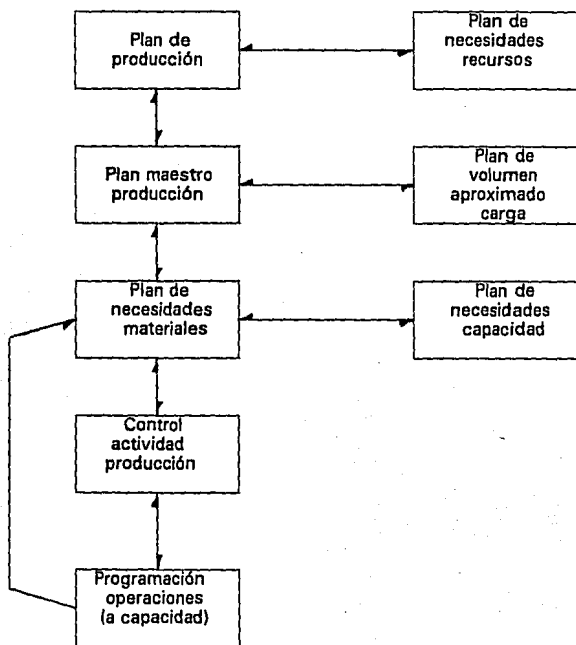 Plan de
producción
Plan de
necesidades
recursos
Plan maestro
producción
Plan de
volumen
aproximado
carga
Plan de
necesidades
materiales
Plan de
necesidades
capacidad
Control
actividad
producción
Programación
operaciones
(a capacidad)